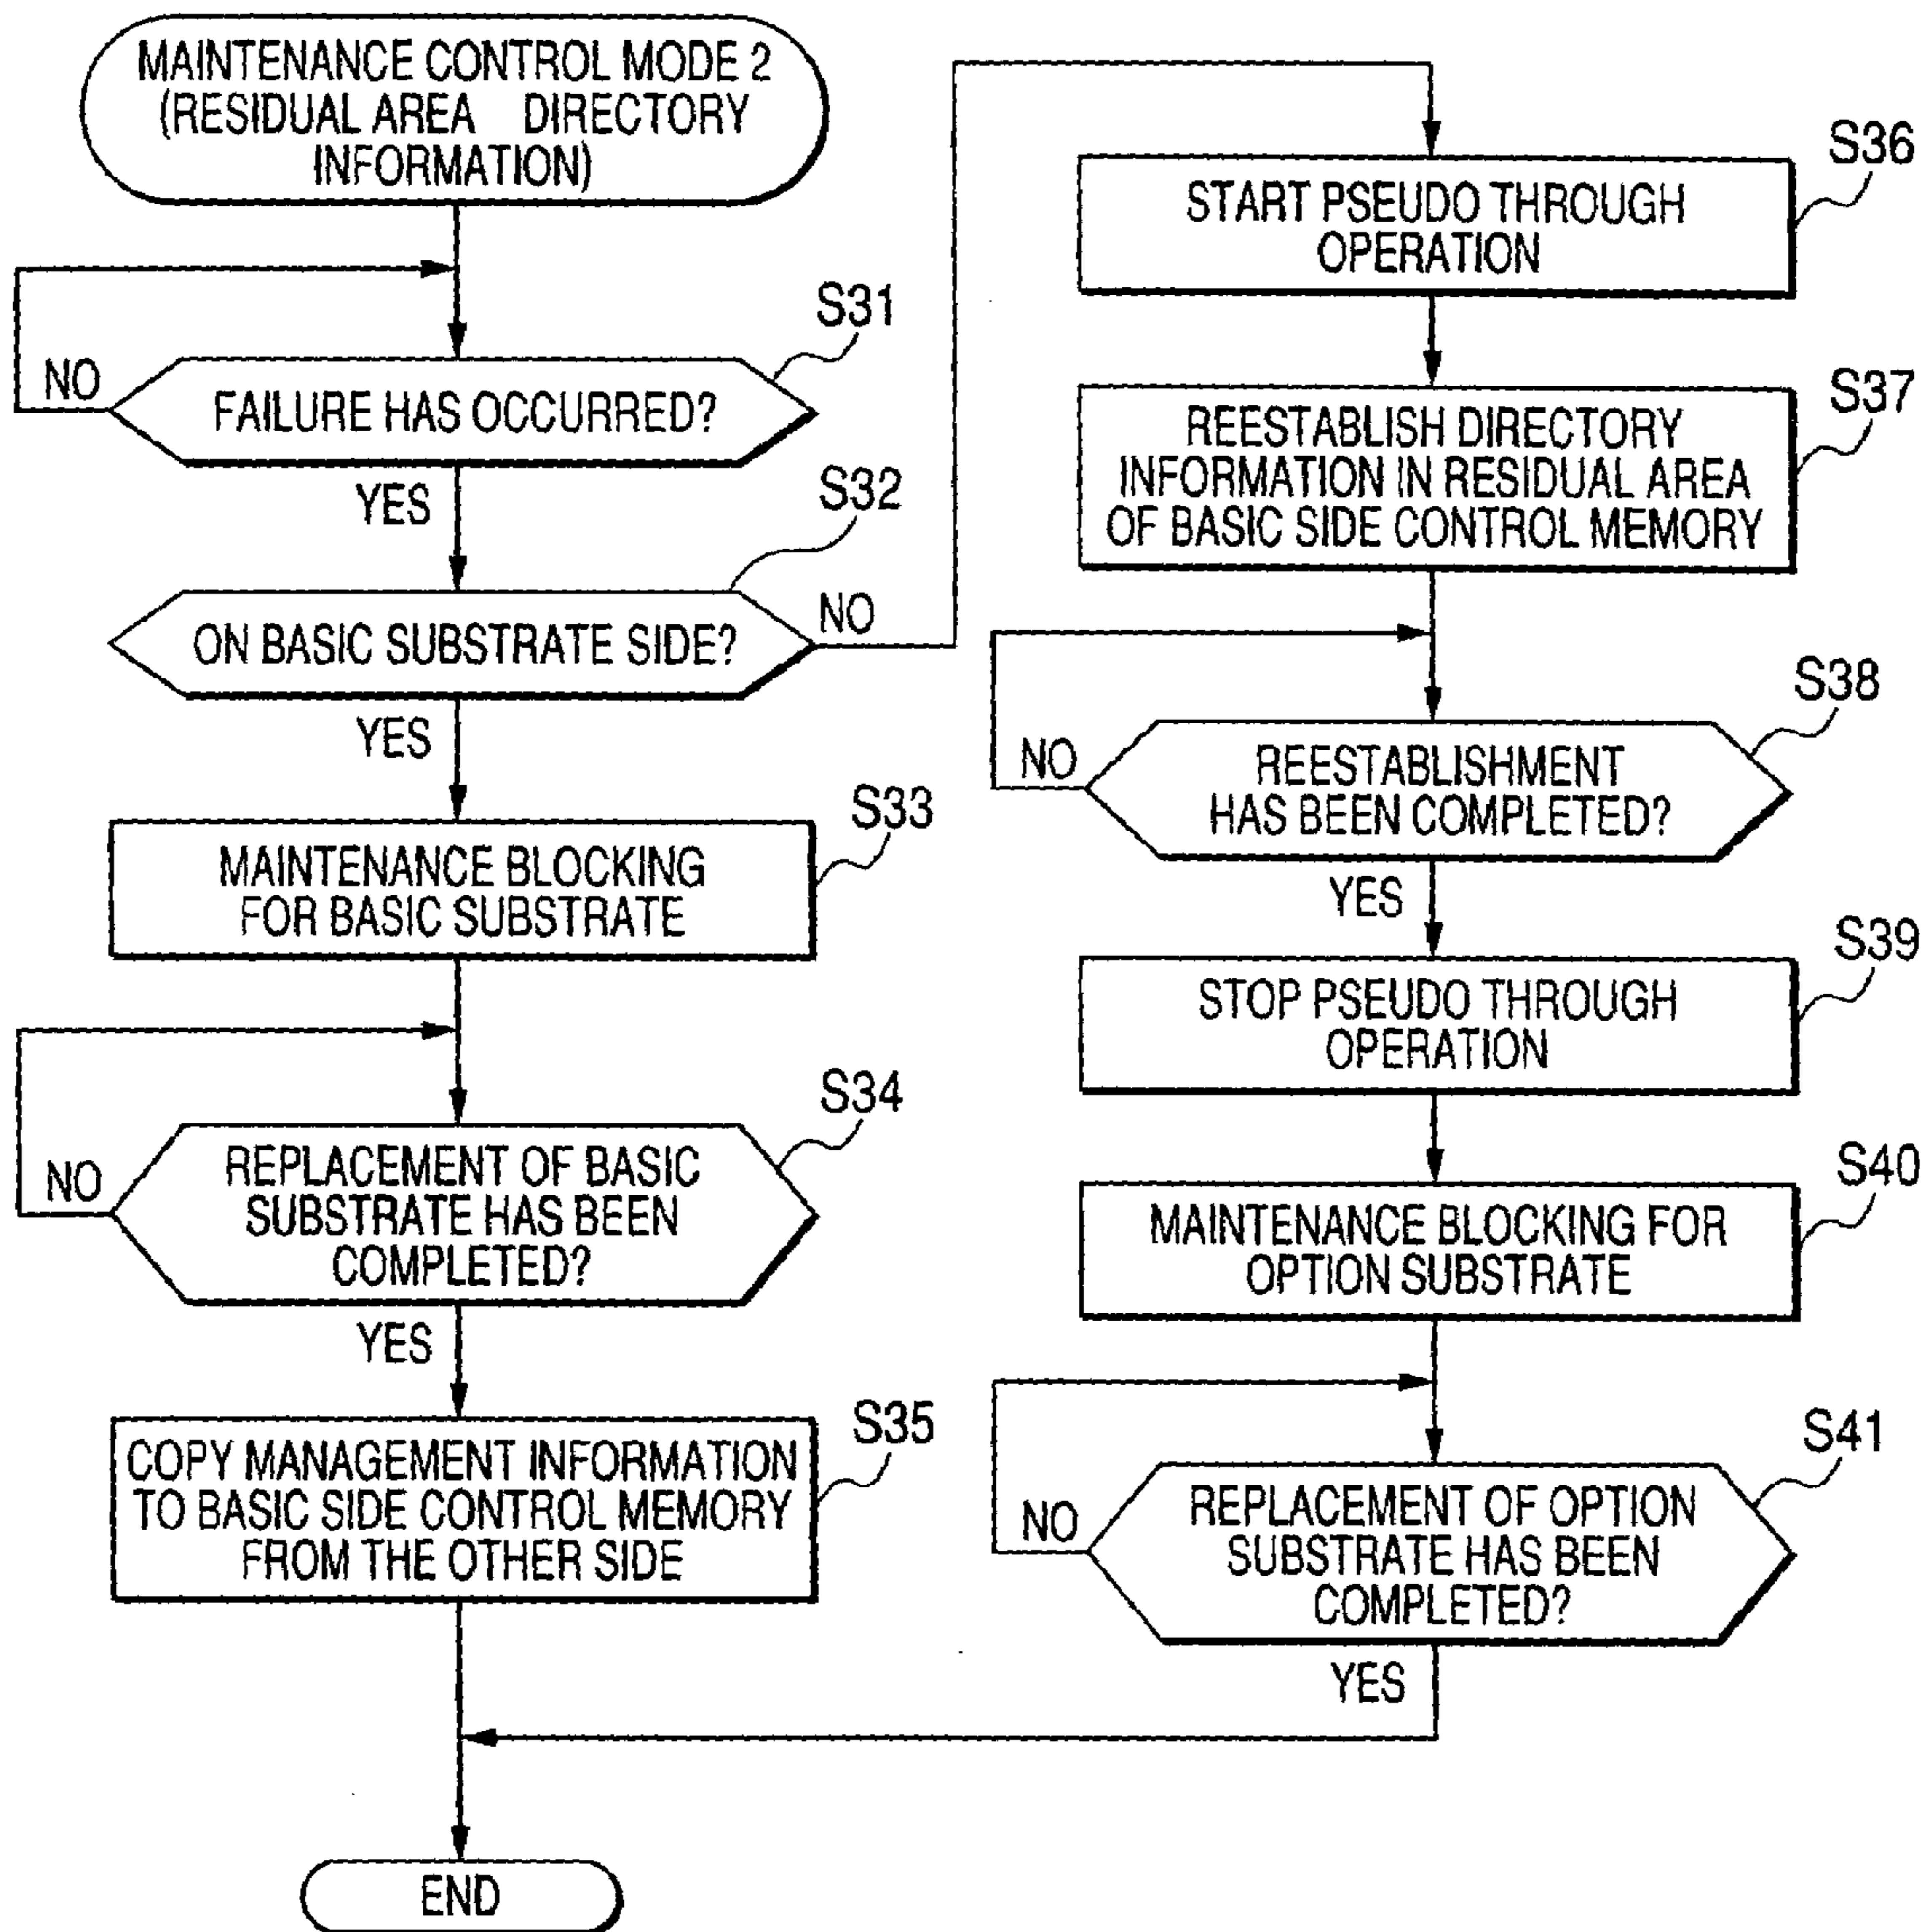 MAINTENANCE CONTROL MODE 2
(RESIDUAL AREA DIRECTORY
INFORMATION)
S31
NO
FAILURE HAS OCCURRED?
YES
S32
ON BASIC SUBSTRATE SIDE?
NO
YES
S33
MAINTENANCE BLOCKING
FOR BASIC SUBSTRATE
S34
NO
REPLACEMENT OF BASIC
SUBSTRATE HAS BEEN
COMPLETED?
YES
S35
COPY MANAGEMENT INFORMATION
TO BASIC SIDE CONTROL MEMORY
FROM THE OTHER SIDE
S36
START PSEUDO THROUGH
OPERATION
S37
REESTABLISH DIRECTORY
INFORMATION IN RESIDUAL AREA
OF BASIC SIDE CONTROL MEMORY
S38
NO
REESTABLISHMENT
HAS BEEN COMPLETED?
YES
S39
STOP PSEUDO THROUGH
OPERATION
S40
MAINTENANCE BLOCKING FOR
OPTION SUBSTRATE
S41
NO
REPLACEMENT OF OPTION
SUBSTRATE HAS BEEN
COMPLETED?
YES
END